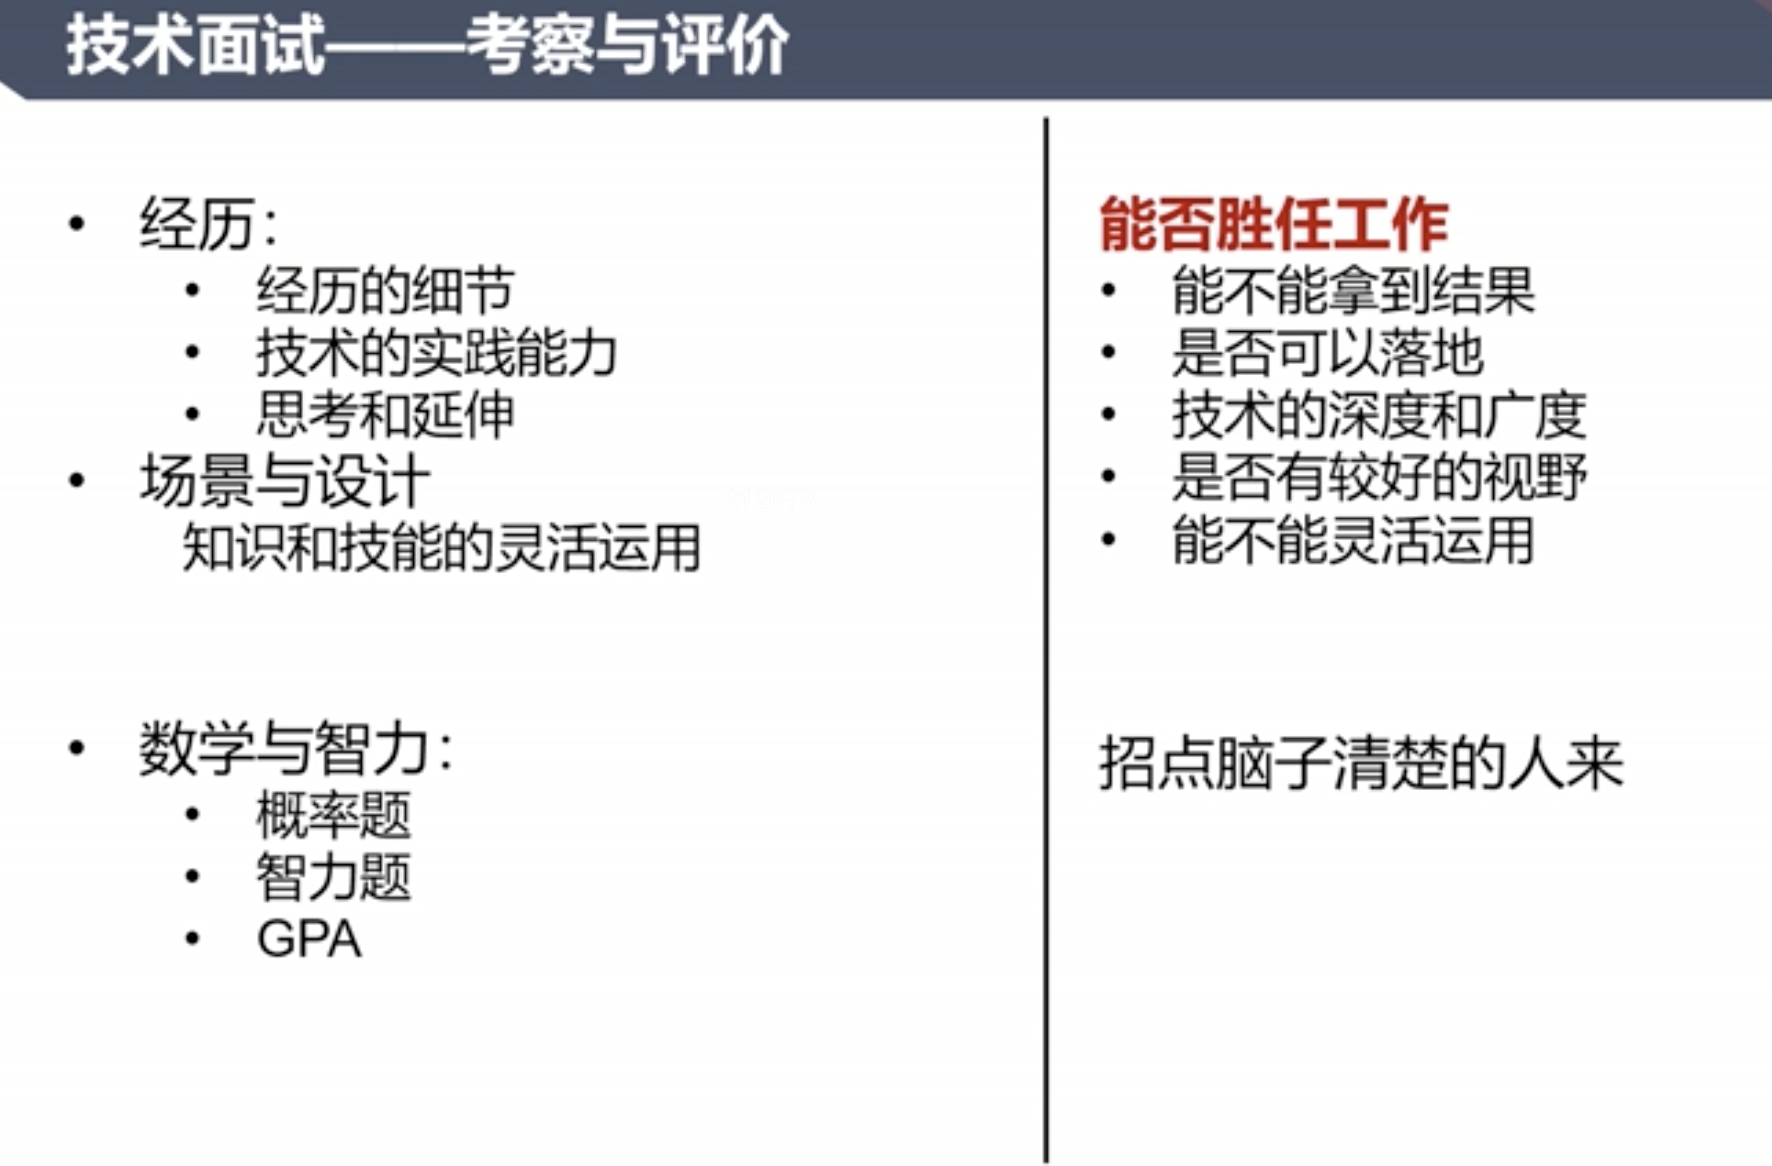 技术面试——考察与评价
• 经历：
• 经历的细节
• 技术的实践能力
• 思考和延伸
• 场景与设计
知识和技能的灵活运用
• 数学与智力：
• 概率题
• 智力题
• GPA
能否胜任工作
• 能不能拿到结果
• 是否可以落地
• 技术的深度和广度
• 是否有较好的视野
• 能不能灵活运用
招点脑子清楚的人来